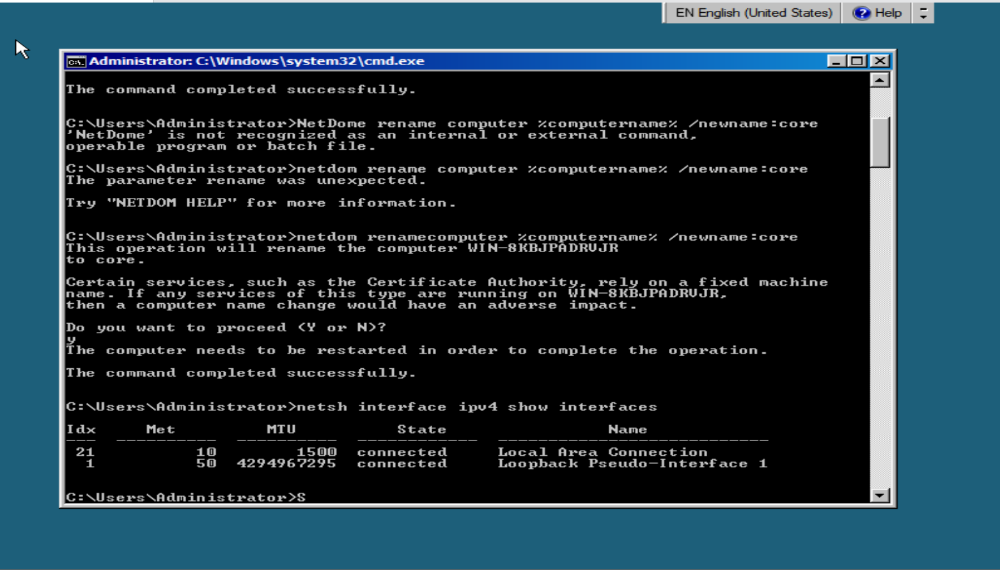 EN English (United States) Help
Administrator: C:\Windows\system32\cmd.exe
The command completed successfully.
C:\Users\Administrator>NetDome rename computer %computername% /newname:core
'NetDome' is not recognized as an internal or external command,
operable program or batch file.
C:\Users\Administrator>netdom rename computer %computername% /newname:core
The parameter rename was unexpected.
Try "NETDOM HELP" for more information.
C:\Users\Administrator>netdom renamecomputer %computername% /newname:core
This operation will rename the computer WIN-8KBJPADRVJR
to core.
Certain services, such as the Certificate Authority, rely on a fixed machine
name. If any services of this type are running on WIN-8KBJPADRVJR,
then a computer name change would have an adverse impact.
Do you want to proceed (Y or N)?
y
The computer needs to be restarted in order to complete the operation.
The command completed successfully.
C:\Users\Administrator>netsh interface ipv4 show interfaces
Idx Met MTU State Name
--- ---------- ---------- ------------ ---------------------------
21 10 1500 connected Local Area Connection
1 50 4294967295 connected Loopback Pseudo-Interface 1
C:\Users\Administrator>S